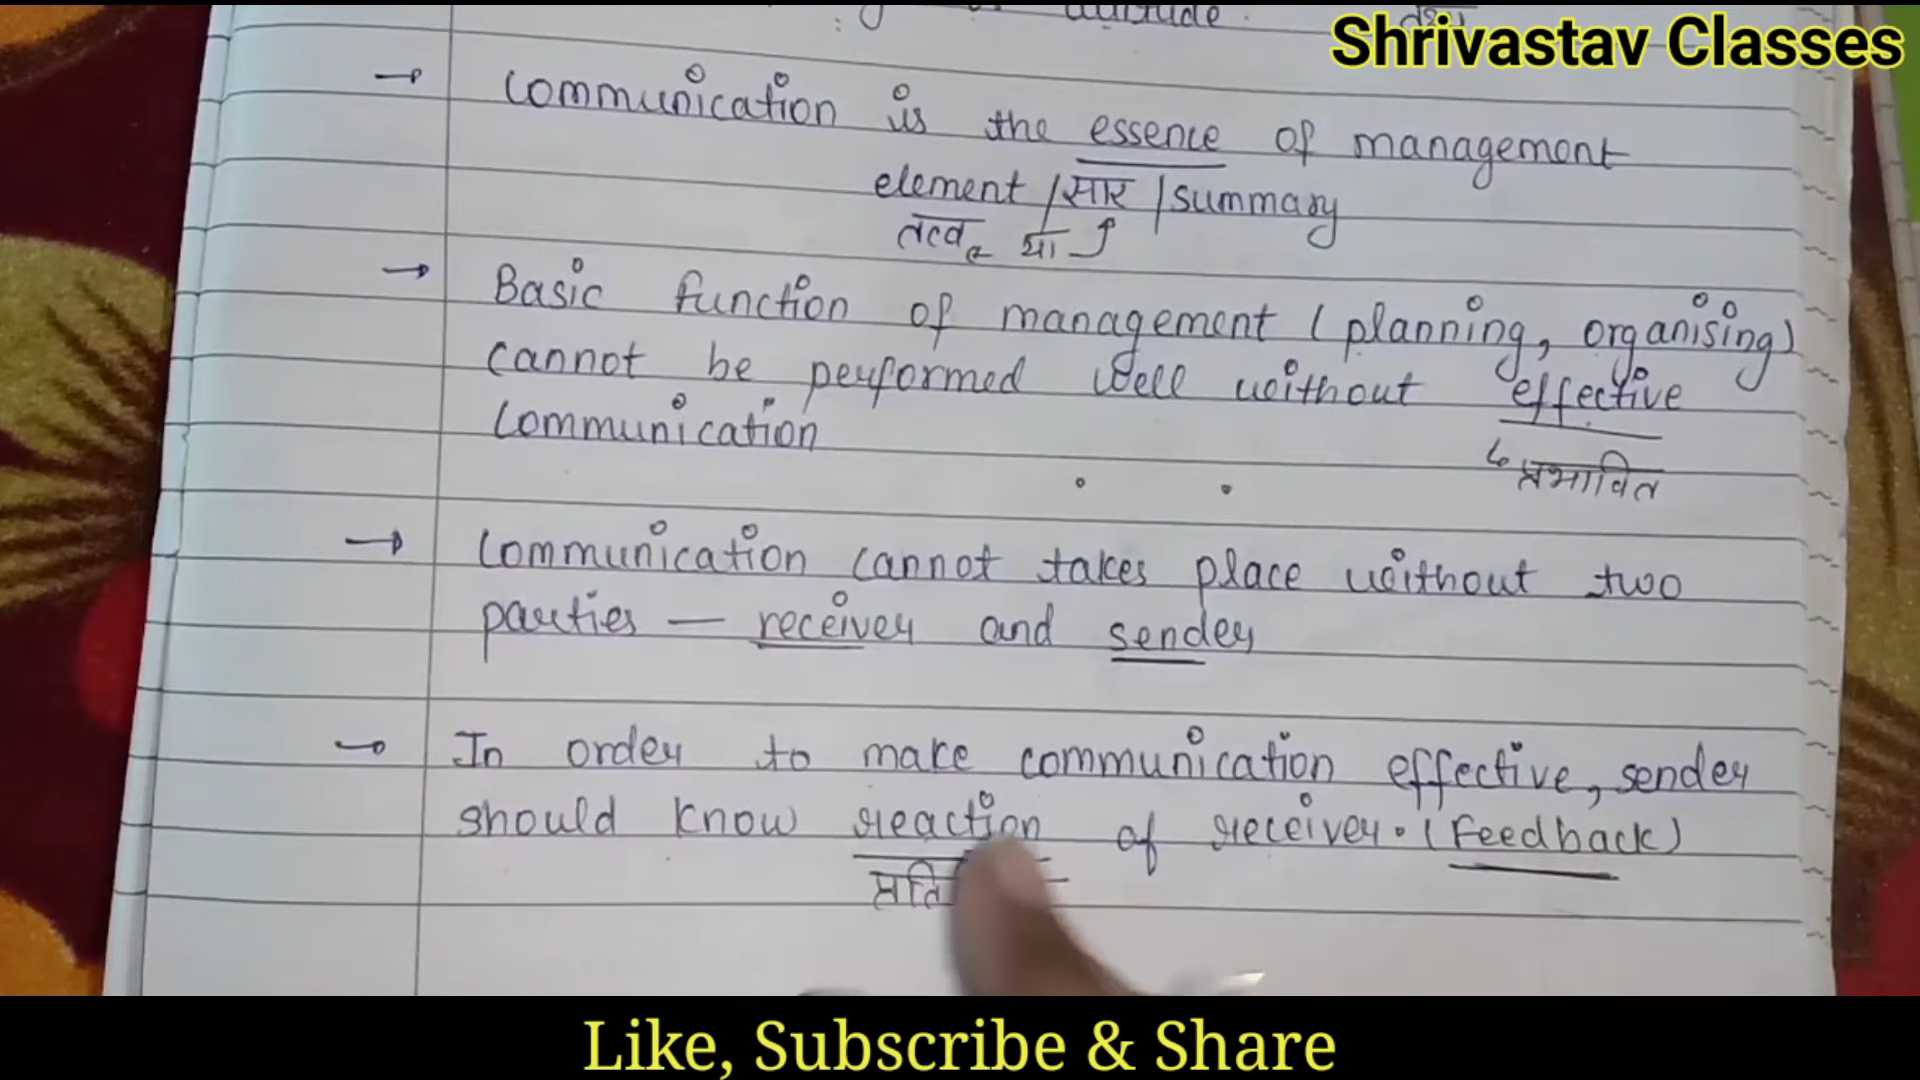 attitude.
Shrivastav Classes
→ Communication is the essence of management
element / सार / summary
तत्व या
→ Basic function of management (planning, organising)
cannot be performed well without effective
communication
प्रभावित
→ Communication cannot takes place without two
parties — receiver and sender
→ In order to make communication effective, sender
should know reaction of receiver. (Feedback)
प्रति
Like, Subscribe & Share